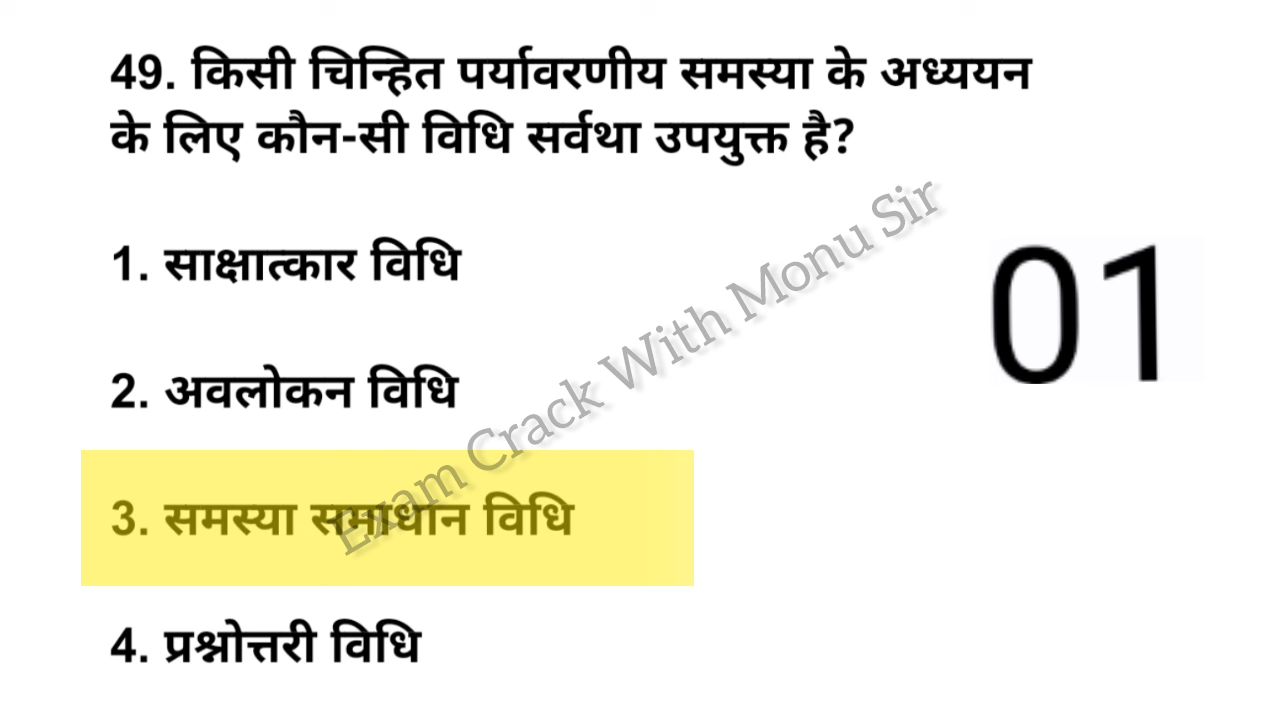 49. किसी चिन्हित पर्यावरणीय समस्या के अध्ययन
के लिए कौन-सी विधि सर्वथा उपयुक्त है?
1. साक्षात्कार विधि
01
2. अवलोकन विधि
3. समस्या समाधान विधि
4. प्रश्नोत्तरी विधि
Exam Crack With Monu Sir